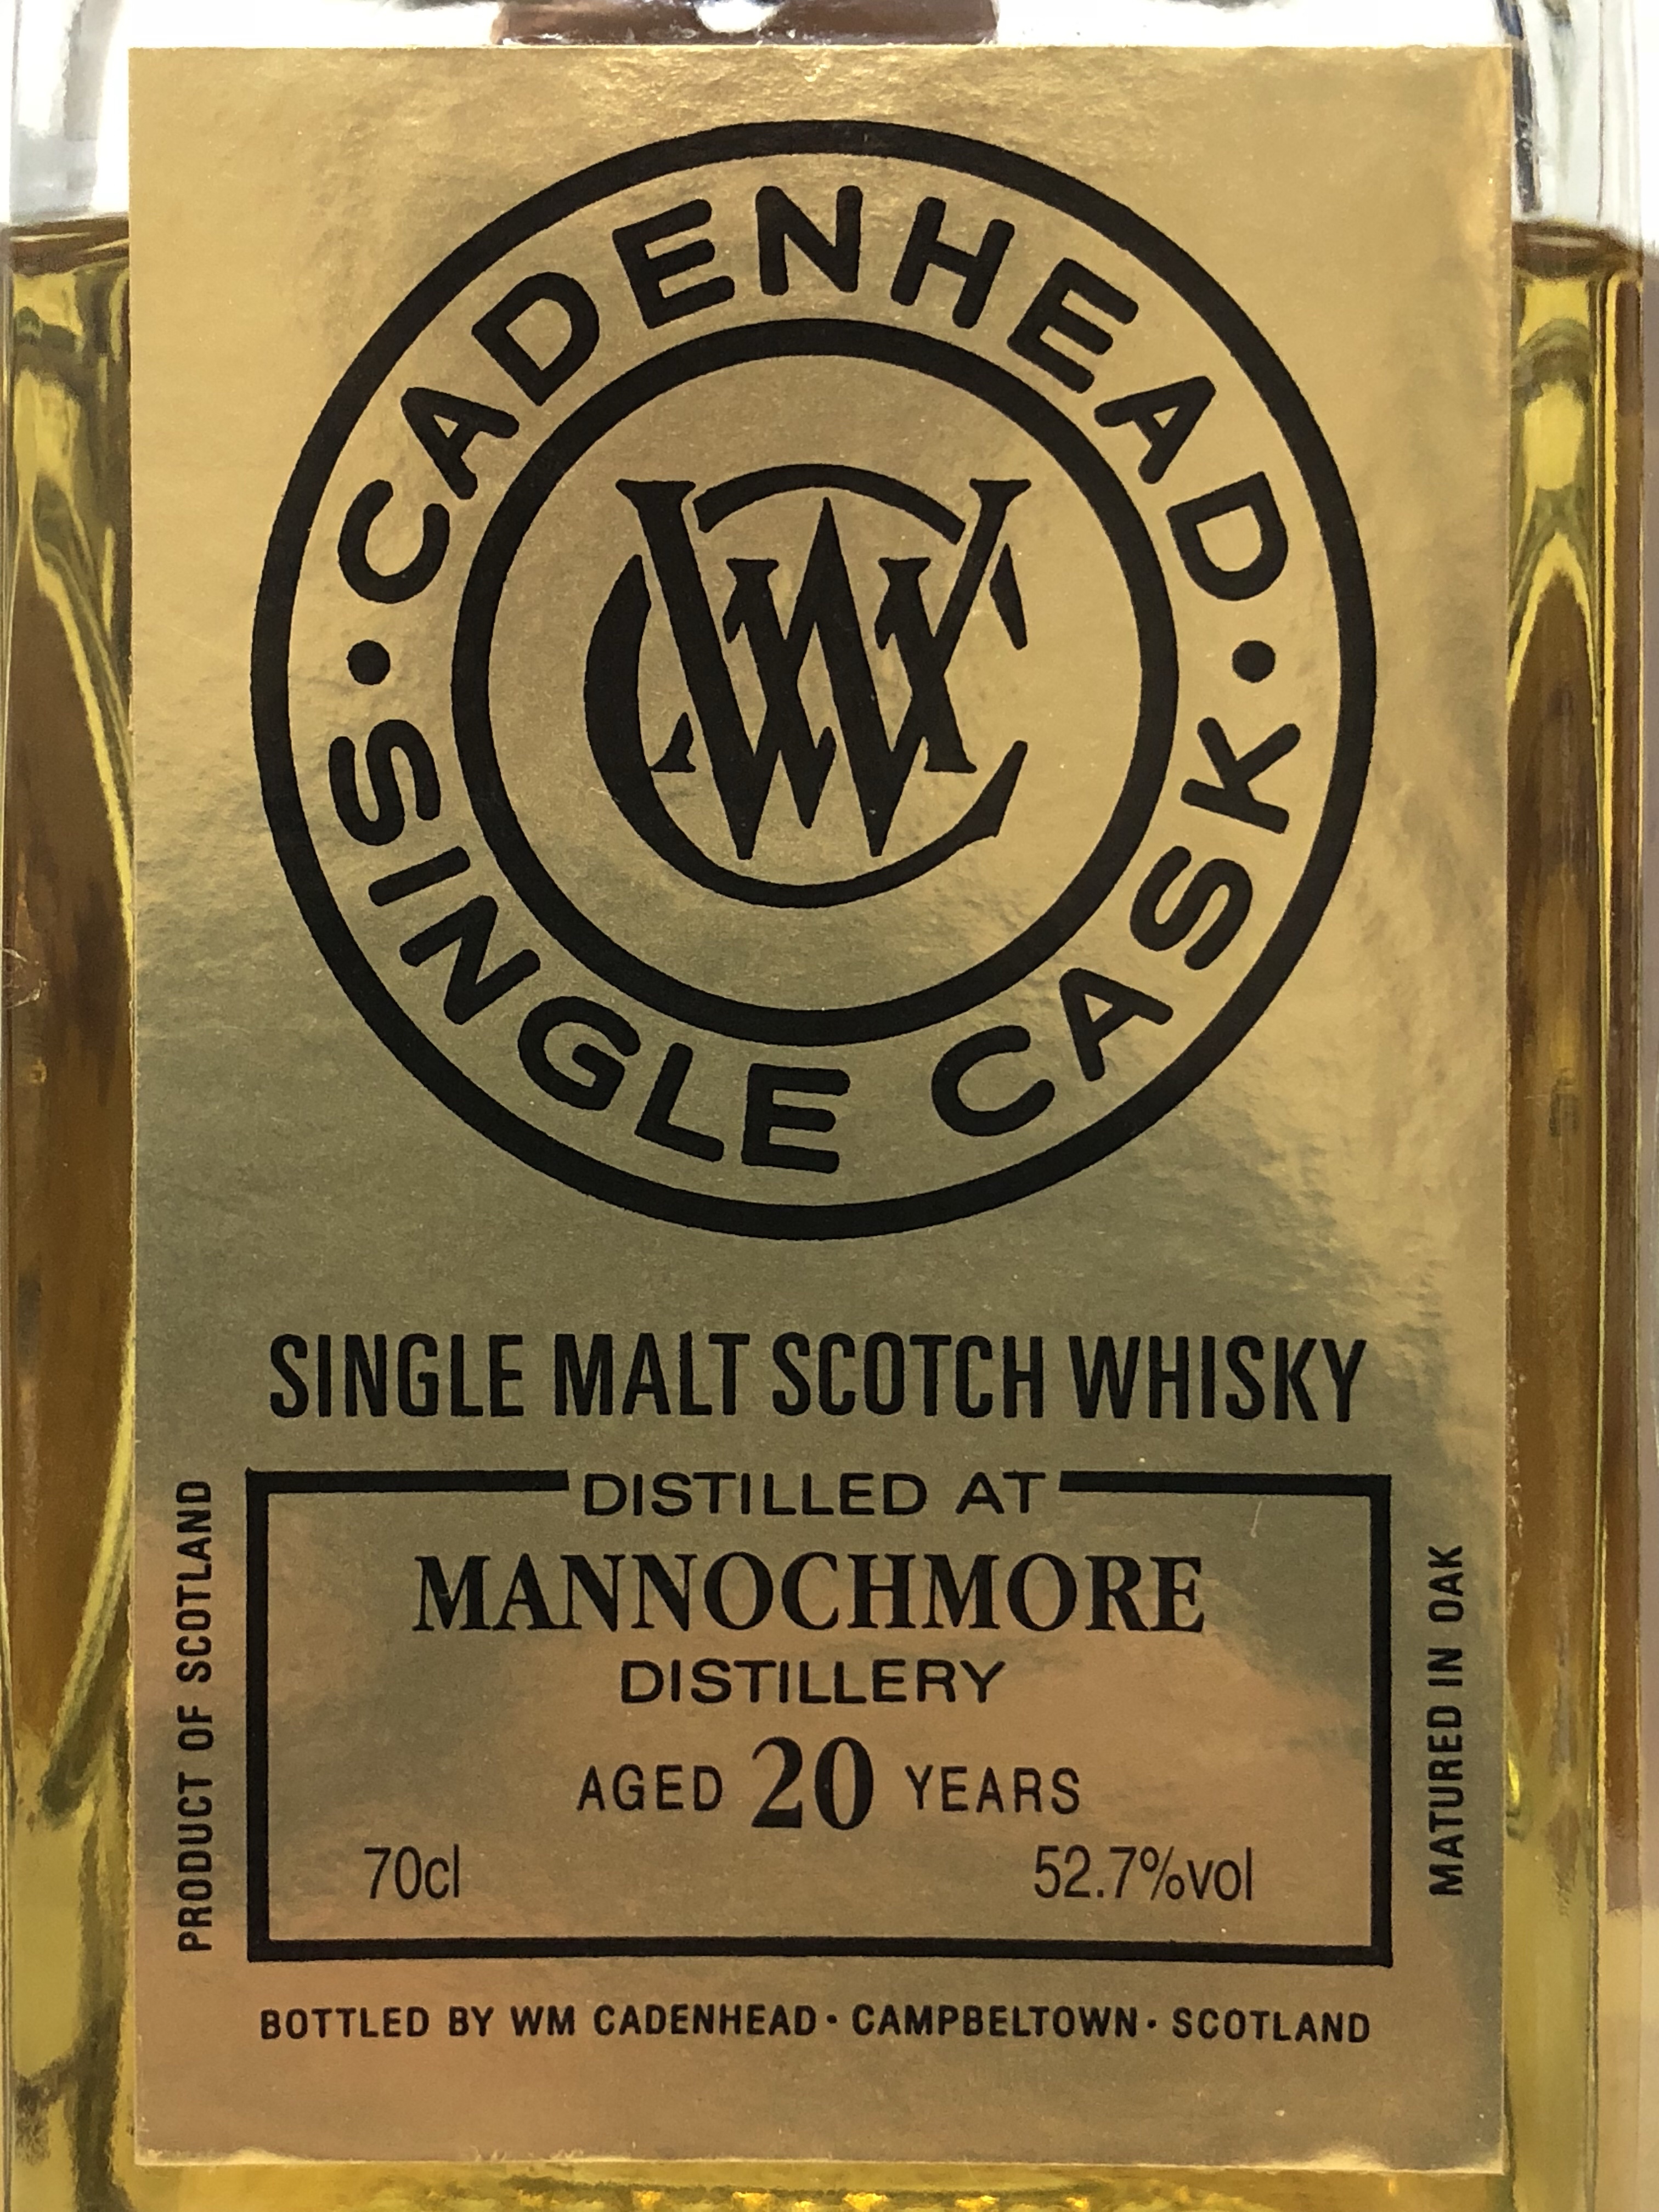 CADENHEAD
· SINGLE CASK ·
WC
SINGLE MALT SCOTCH WHISKY
DISTILLED AT
MANNOCHMORE
DISTILLERY
AGED 20 YEARS
70cl 52.7%vol
PRODUCT OF SCOTLAND
MATURED IN OAK
BOTTLED BY WM CADENHEAD · CAMPBELTOWN · SCOTLAND